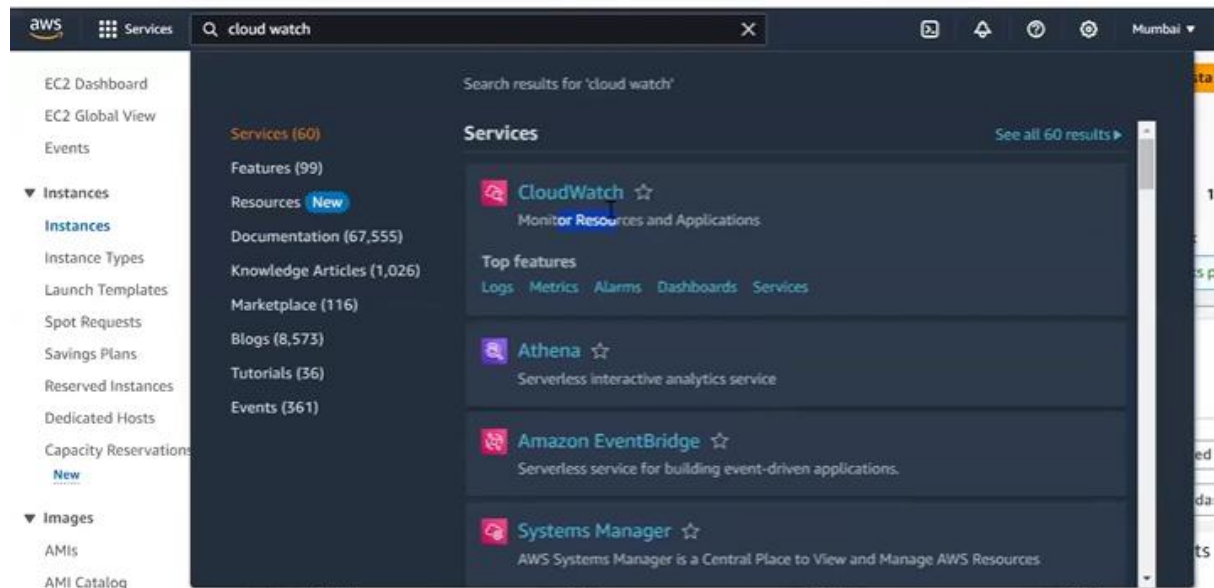 aws Services cloud watch Mumbai
EC2 Dashboard
EC2 Global View
Events
Instances
Instances
Instance Types
Launch Templates
Spot Requests
Savings Plans
Reserved Instances
Dedicated Hosts
Capacity Reservations
New
Images
AMIs
AMI Catalog
Search results for 'cloud watch'
Services (60)
Features (99)
Resources New
Documentation (67,555)
Knowledge Articles (1,026)
Marketplace (116)
Blogs (8,573)
Tutorials (36)
Events (361)
Services See all 60 results
CloudWatch
Monitor Resources and Applications
Top features
Logs Metrics Alarms Dashboards Services
Athena
Serverless interactive analytics service
Amazon EventBridge
Serverless service for building event-driven applications.
Systems Manager
AWS Systems Manager is a Central Place to View and Manage AWS Resources